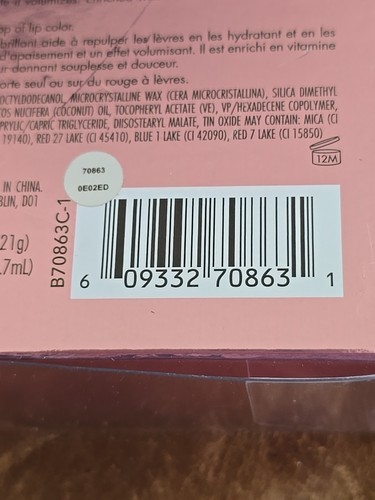 op of lip color.
brillant aide à repulper les lèvres en les hydratant et en les
d'apaisement et un effet volumisant. Il est enrichi en vitamine
donnant souplesse et douceur.
orte seul ou sur du rouge à lèvres.
OCTYLDODECANOL, MICROCRYSTALLINE WAX (CERA MICROCRISTALLINA), SILICA DIMETHYL
COS NUCIFERA (COCONUT) OIL, TOCOPHERYL ACETATE (VE), VP/HEXADECENE COPOLYMER,
PRYLIC/CAPRIC TRIGLYCERIDE, DIISOSTEARYL MALATE, TIN OXIDE MAY CONTAIN: MICA (CI
19140), RED 27 LAKE (CI 45410), BLUE 1 LAKE (CI 42090), RED 7 LAKE (CI 15850)
12M
70863
0E02ED
IN CHINA.
BLIN, D01
21g)
.7mL)
B70863C-1
6 09332 70863 1